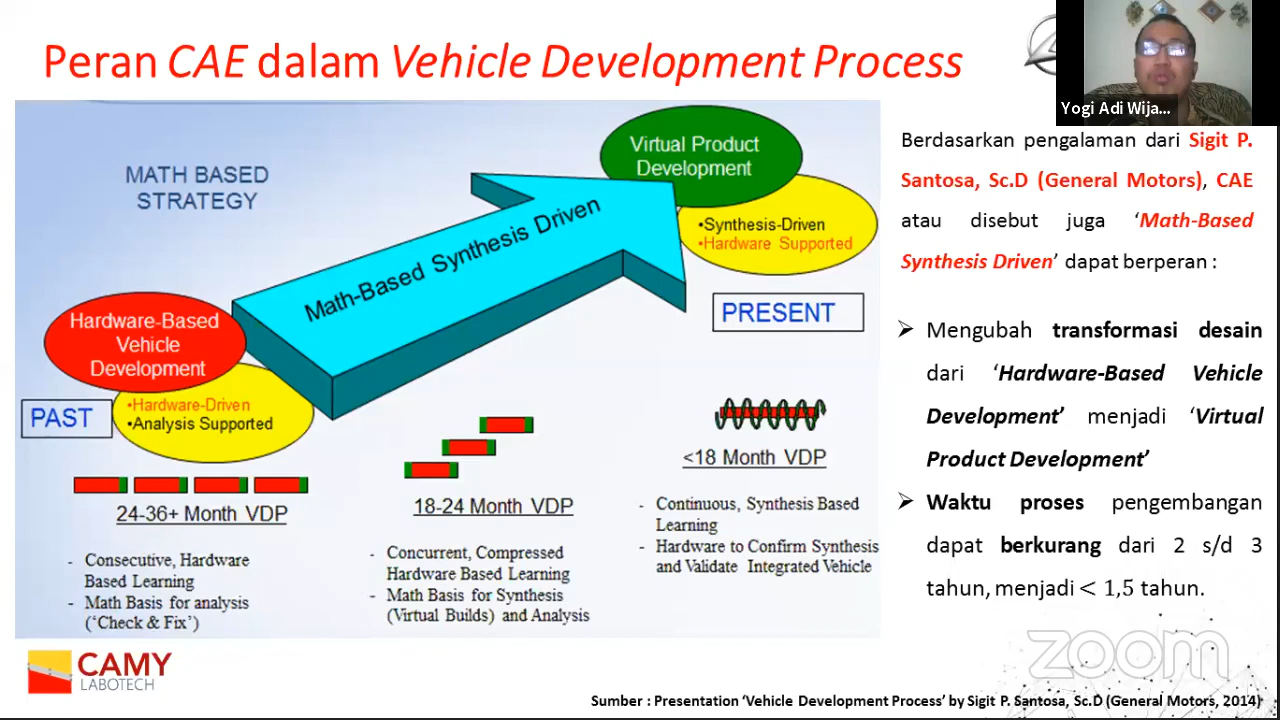 Peran CAE dalam Vehicle Development Process
Yogi Adi Wija...
MATH BASED
STRATEGY
Virtual Product
Development
•Synthesis-Driven
•Hardware Supported
PRESENT
Math-Based Synthesis Driven
Hardware-Based
Vehicle
Development
PAST
•Hardware-Driven
•Analysis Supported
24-36+ Month VDP
- Consecutive, Hardware
Based Learning
- Math Basis for analysis
(‘Check & Fix’)
18-24 Month VDP
- Concurrent, Compressed
Hardware Based Learning
- Math Basis for Synthesis
(Virtual Builds) and Analysis
<18 Month VDP
- Continuous, Synthesis Based
Learning
- Hardware to Confirm Synthesis
and Validate Integrated Vehicle
Berdasarkan pengalaman dari Sigit P.
Santosa, Sc.D (General Motors), CAE
atau disebut juga ‘Math-Based
Synthesis Driven’ dapat berperan :
➢ Mengubah transformasi desain
dari ‘Hardware-Based Vehicle
Development’ menjadi ‘Virtual
Product Development’
➢ Waktu proses pengembangan
dapat berkurang dari 2 s/d 3
tahun, menjadi < 1,5 tahun.
zoom
CAMY
LABOTECH
Sumber : Presentation ‘Vehicle Development Process’ by Sigit P. Santosa, Sc.D (General Motors, 2014)